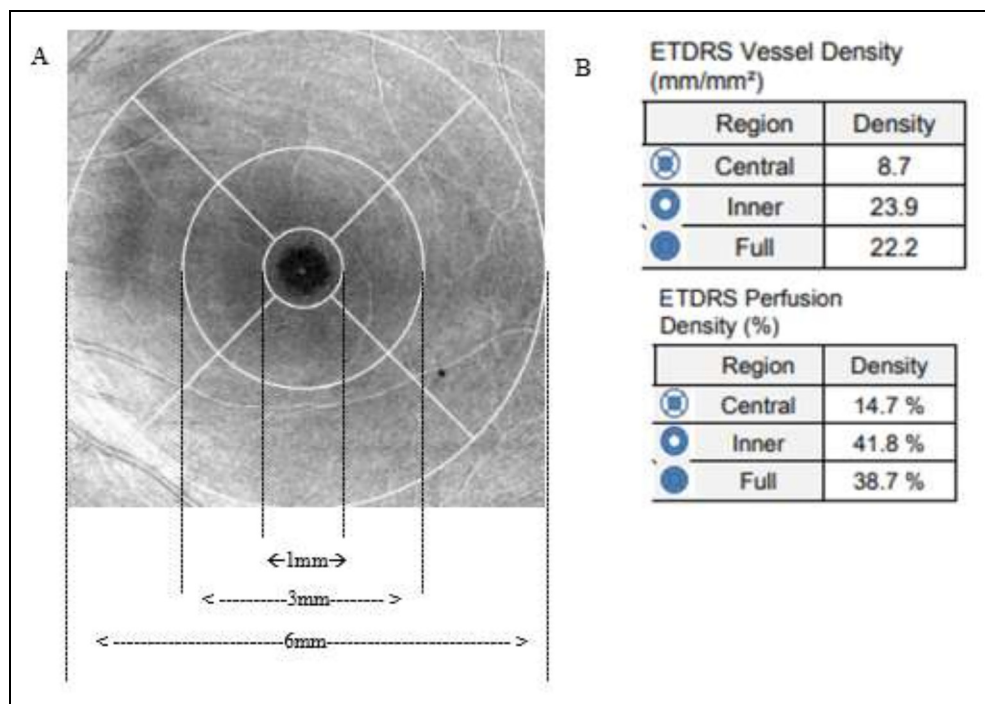 A
B
ETDRS Vessel Density
(mm/mm²)
Region Density
Central 8.7
Inner 23.9
Full 22.2
ETDRS Perfusion
Density (%)
Region Density
Central 14.7 %
Inner 41.8 %
Full 38.7 %
←1mm→
< ---------3mm-------- >
< ------------------------6mm------------------------ >